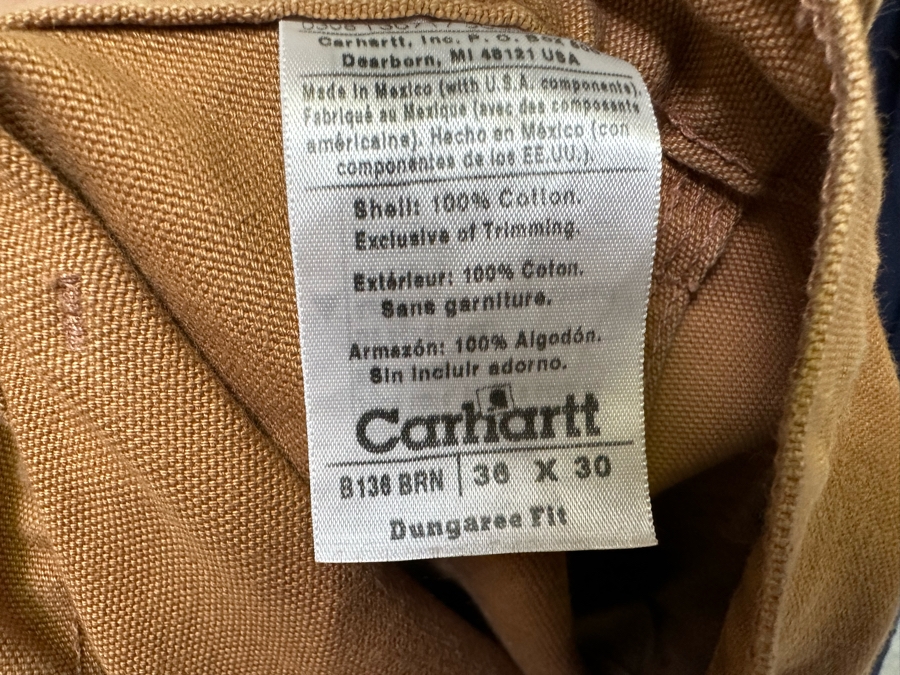 Carhartt, Inc. P. O. Box
Dearborn, MI 48121 USA
Made in Mexico (with U.S.A. components).
Fabriqué au Mexique (avec des composants
américains). Hecho en México (con
componentes de los EE.UU.).
Shell: 100% Cotton.
Exclusive of Trimming.
Extérieur: 100% Coton.
Sans garniture.
Armazón: 100% Algodón.
Sin incluir adorno.
Carhartt
B136 BRN 36 X 30
Dungaree Fit